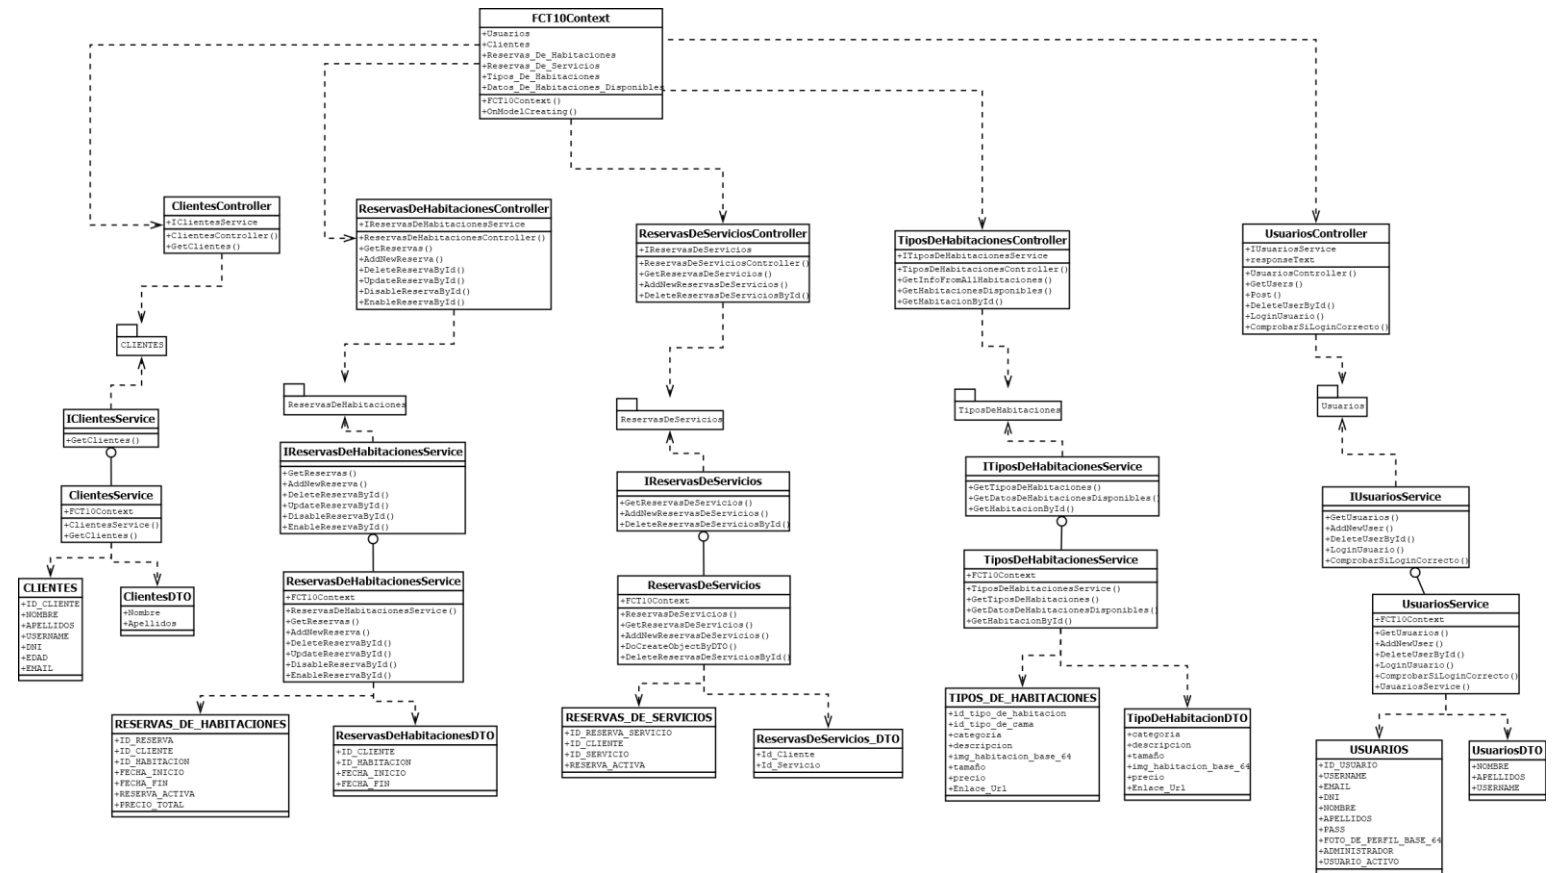 FCT10Context
+Usuarios
+Clientes
+Reservas_De_Habitaciones
+Reservas_De_Servicios
+Tipos_De_Habitaciones
+Datos_De_Habitaciones_Disponibles
+FCT10Context()
+OnModelCreating()
ClientesController
+IClientesService
+ClientesController()
+GetClientes()
ReservasDeHabitacionesController
+IReservasDeHabitacionesService
+ReservasDeHabitacionesController()
+GetReservas()
+AddNewReserva()
+DeleteReservaById()
+UpdateReservaById()
+DisableReservaById()
+EnableReservaById()
ReservasDeServiciosController
+IReservasDeServicios
+ReservasDeServiciosController()
+GetReservasDeServicios()
+AddNewReservasDeServicios()
+DeleteReservasDeServiciosById()
TiposDeHabitacionesController
+ITiposDeHabitacionesService
+TiposDeHabitacionesController()
+GetInfoFromAllHabitaciones()
+GetHabitacionesDisponibles()
+GetHabitacionById()
UsuariosController
+IUsuariosService
+responseText
+UsuariosController()
+GetUsers()
+Post()
+DeleteUserById()
+LoginUsuario()
+ComprobarSiLoginCorrecto()
CLIENTES
ReservasDeHabitaciones
ReservasDeServicios
TiposDeHabitaciones
Usuarios
IClientesService
+GetClientes()
IReservasDeHabitacionesService
+GetReservas()
+AddNewReserva()
+DeleteReservaById()
+UpdateReservaById()
+DisableReservaById()
+EnableReservaById()
IReservasDeServicios
+GetReservasDeServicios()
+AddNewReservasDeServicios()
+DeleteReservasDeServiciosById()
ITiposDeHabitacionesService
+GetTiposDeHabitaciones()
+GetDatosDeHabitacionesDisponibles()
+GetHabitacionById()
IUsuariosService
+GetUsuarios()
+AddNewUser()
+DeleteUserById()
+LoginUsuario()
+ComprobarSiLoginCorrecto()
ClientesService
+FCT10Context
+ClientesService()
+GetClientes()
ReservasDeHabitacionesService
+FCT10Context
+ReservasDeHabitacionesService()
+GetReservas()
+AddNewReserva()
+DeleteReservaById()
+UpdateReservaById()
+DisableReservaById()
+EnableReservaById()
ReservasDeServicios
+FCT10Context
+ReservasDeServicios()
+GetReservasDeServicios()
+AddNewReservasDeServicios()
+DoCreateObjectByDTO()
+DeleteReservasDeServiciosById()
TiposDeHabitacionesService
+FCT10Context
+TiposDeHabitacionesService()
+GetTiposDeHabitaciones()
+GetDatosDeHabitacionesDisponibles()
+GetHabitacionById()
UsuariosService
+FCT10Context
+GetUsuarios()
+AddNewUser()
+DeleteUserById()
+LoginUsuario()
+ComprobarSiLoginCorrecto()
+UsuariosService()
CLIENTES
+ID_CLIENTE
+NOMBRE
+APELLIDOS
+USERNAME
+DNI
+EDAD
+EMAIL
ClientesDTO
+Nombre
+Apellidos
RESERVAS_DE_HABITACIONES
+ID_RESERVA
+ID_CLIENTE
+ID_HABITACION
+FECHA_INICIO
+FECHA_FIN
+RESERVA_ACTIVA
+PRECIO_TOTAL
ReservasDeHabitacionesDTO
+ID_CLIENTE
+ID_HABITACION
+FECHA_INICIO
+FECHA_FIN
RESERVAS_DE_SERVICIOS
+ID_RESERVA_SERVICIO
+ID_CLIENTE
+ID_SERVICIO
+RESERVA_ACTIVA
ReservasDeServicios_DTO
+Id_Cliente
+Id_Servicio
TIPOS_DE_HABITACIONES
+id_tipo_de_habitacion
+id_tipo_de_cama
+categoria
+descripcion
+img_habitacion_base_64
+tamaño
+precio
+Enlace_Url
TipoDeHabitacionDTO
+categoria
+descripcion
+tamaño
+img_habitacion_base_64
+precio
+Enlace_Url
USUARIOS
+ID_USUARIO
+USERNAME
+EMAIL
+DNI
+NOMBRE
+APELLIDOS
+PASS
+FOTO_DE_PERFIL_BASE_64
+ADMINISTRADOR
+USUARIO_ACTIVO
UsuariosDTO
+NOMBRE
+APELLIDOS
+USERNAME